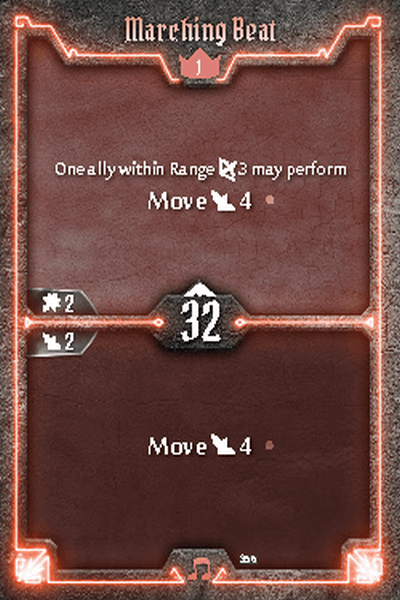 Marching Beat
1
One ally within Range 3 may perform
Move 4
2
32
2
Move 4